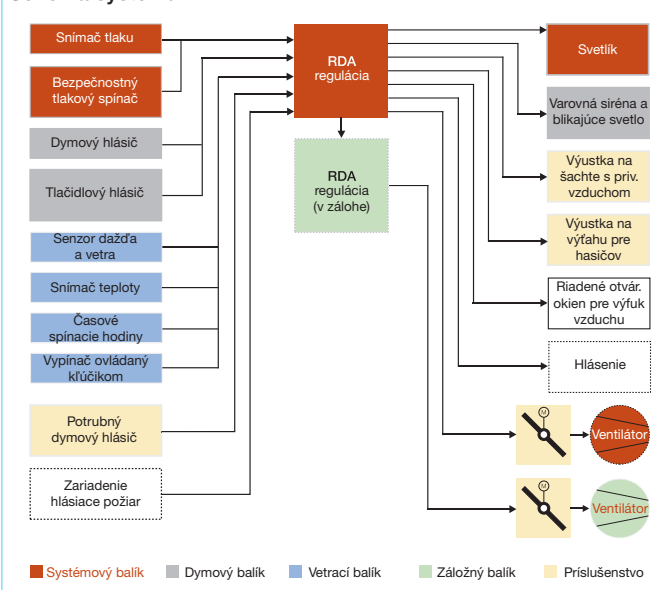 Snímač tlaku
Bezpečnostný
tlakový spínač
Dymový hlásič
Tlačidlový hlásič
Senzor dažďa
a vetra
Snímač teploty
Časové
spínacie hodiny
Vypínač ovládaný
kľúčikom
Potrubný
dymový hlásič
Zariadenie
hlásiace požiar
RDA
regulácia
RDA
regulácia
(v zálohe)
Svetlík
Varovná siréna a
blikajúce svetlo
Výustka na
šachte s priv.
vzduchom
Výustka na
výťahu pre
hasičov
Riadené otvár.
okien pre výfuk
vzduchu
Hlásenie
M
Ventilátor
M
Ventilátor
Systémový balík
Dymový balík
Vetrací balík
Záložný balík
Príslušenstvo